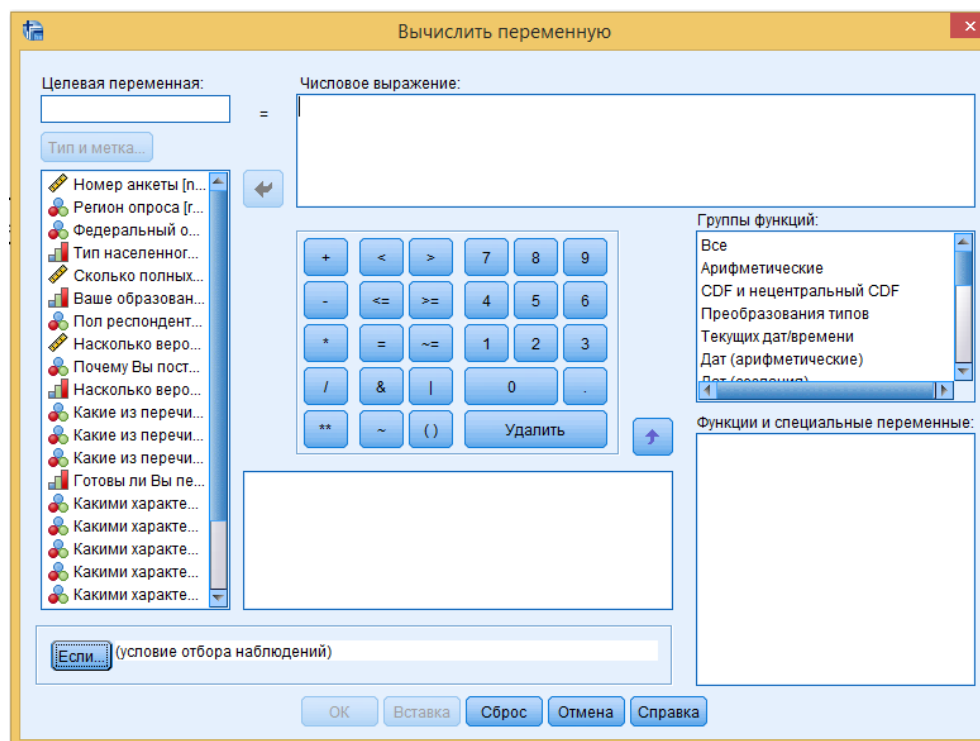 Вычислить переменную
Целевая переменная:
Числовое выражение:
=
Тип и метка...
Номер анкеты [n...
Регион опроса [r...
Федеральный о...
Тип населенног...
Сколько полных...
Ваше образован...
Пол респондент...
Насколько веро...
Почему Вы пост...
Насколько веро...
Какие из перечи...
Какие из перечи...
Какие из перечи...
Готовы ли Вы пе...
Какими характе...
Какими характе...
Какими характе...
Какими характе...
Какими характе...
+ < > 7 8 9
- <= >= 4 5 6
* = ~= 1 2 3
/ & | 0 .
** ~ ( ) Удалить
Группы функций:
Все
Арифметические
CDF и нецентральный CDF
Преобразования типов
Текущих дат/времени
Дат (арифметические)
Дат (создания)
Функции и специальные переменные:
Если... (условие отбора наблюдений)
ОК Вставка Сброс Отмена Справка